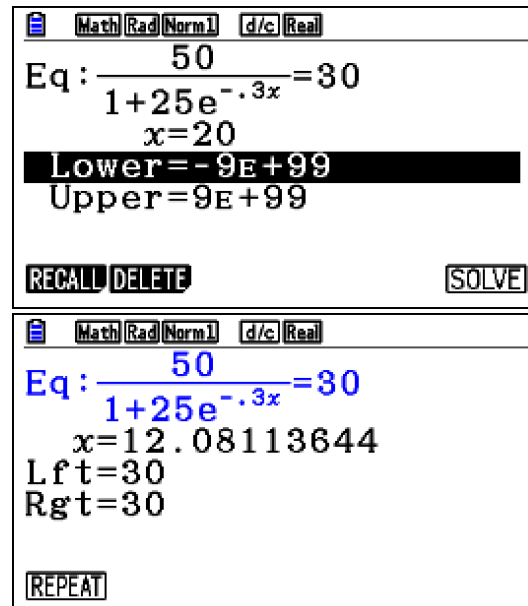 Math Rad Norm1 d/c Real
Eq:50/(1+25e^-.3x)=30
x=20
Lower=-9E+99
Upper=9E+99
RECALL DELETE SOLVE
Math Rad Norm1 d/c Real
Eq:50/(1+25e^-.3x)=30
x=12.08113644
Lft=30
Rgt=30
REPEAT